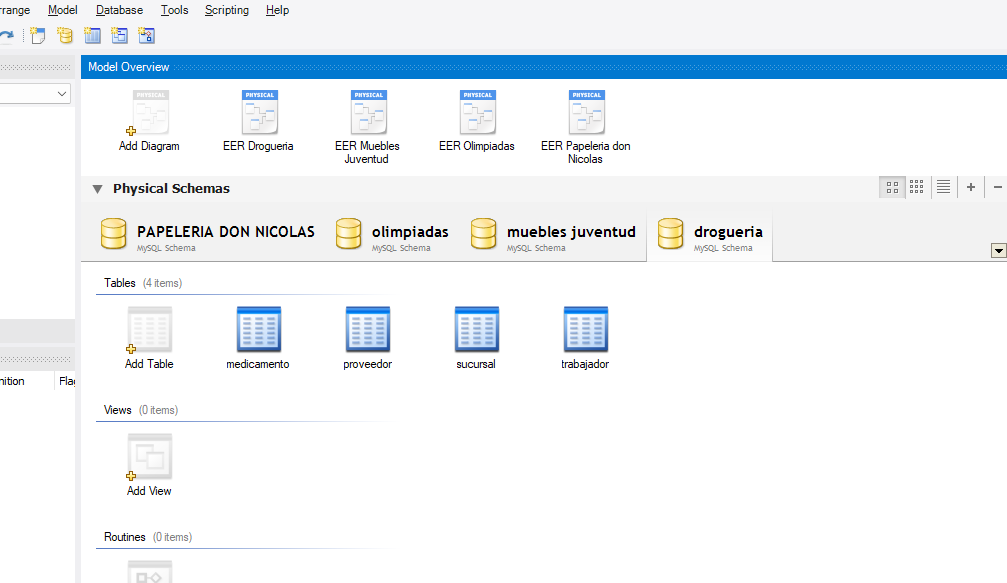 rrange Model Database Tools Scripting Help
Model Overview
PHYSICAL PHYSICAL PHYSICAL PHYSICAL PHYSICAL
Add Diagram EER Drogueria EER Muebles Juventud EER Olimpiadas EER Papeleria don Nicolas
Physical Schemas
PAPELERIA DON NICOLAS olimpiadas muebles juventud drogueria
MySQL Schema MySQL Schema MySQL Schema MySQL Schema
Tables (4 items)
Add Table medicamento proveedor sucursal trabajador
nition Flag
Views (0 items)
Add View
Routines (0 items)